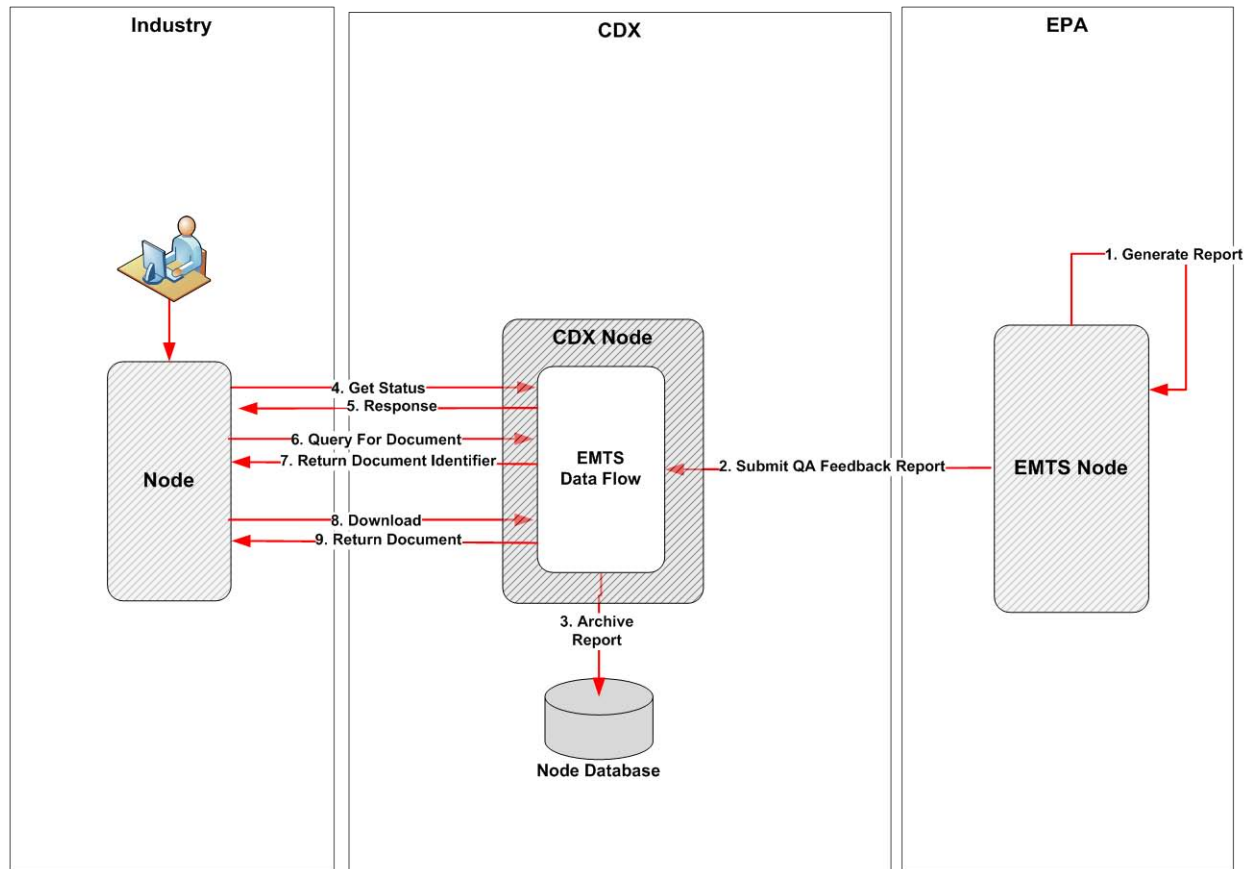 Industry
CDX
EPA
1. Generate Report
CDX Node
4. Get Status
5. Response
6. Query For Document
7. Return Document Identifier
Node
EMTS
Data Flow
2. Submit QA Feedback Report
EMTS Node
8. Download
9. Return Document
3. Archive
Report
Node Database